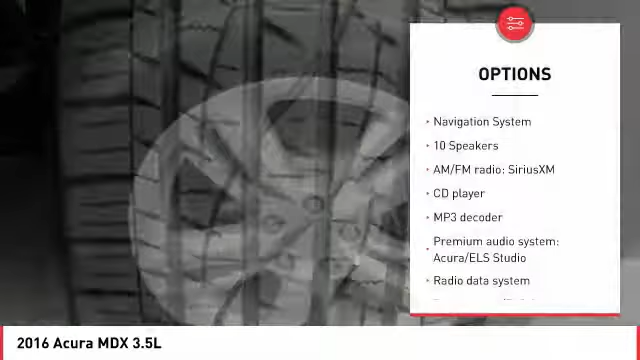 OPTIONS
Navigation System
10 Speakers
AM/FM radio: SiriusXM
CD player
MP3 decoder
Premium audio system:
Acura/ELS Studio
Radio data system
2016 Acura MDX 3.5L